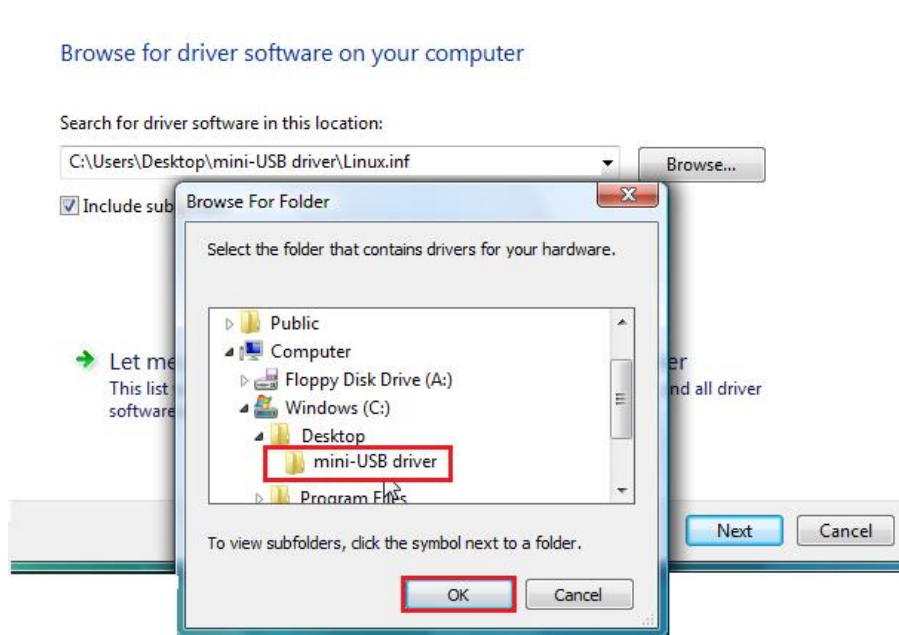 Browse for driver software on your computer
Search for driver software in this location:
C:\Users\Desktop\mini-USB driver\Linux.inf
Browse...
Include sub
Browse For Folder
Select the folder that contains drivers for your hardware.
Public
Computer
Floppy Disk Drive (A:)
Windows (C:)
Desktop
mini-USB driver
Program Files
To view subfolders, click the symbol next to a folder.
OK
Cancel
Let me
er
This list
nd all driver
software
Next
Cancel